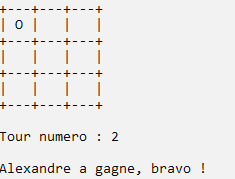 +---+---+---+
| O |   |   |
+---+---+---+
|   |   |   |
+---+---+---+
|   |   |   |
+---+---+---+
Tour numero : 2
Alexandre a gagne, bravo !